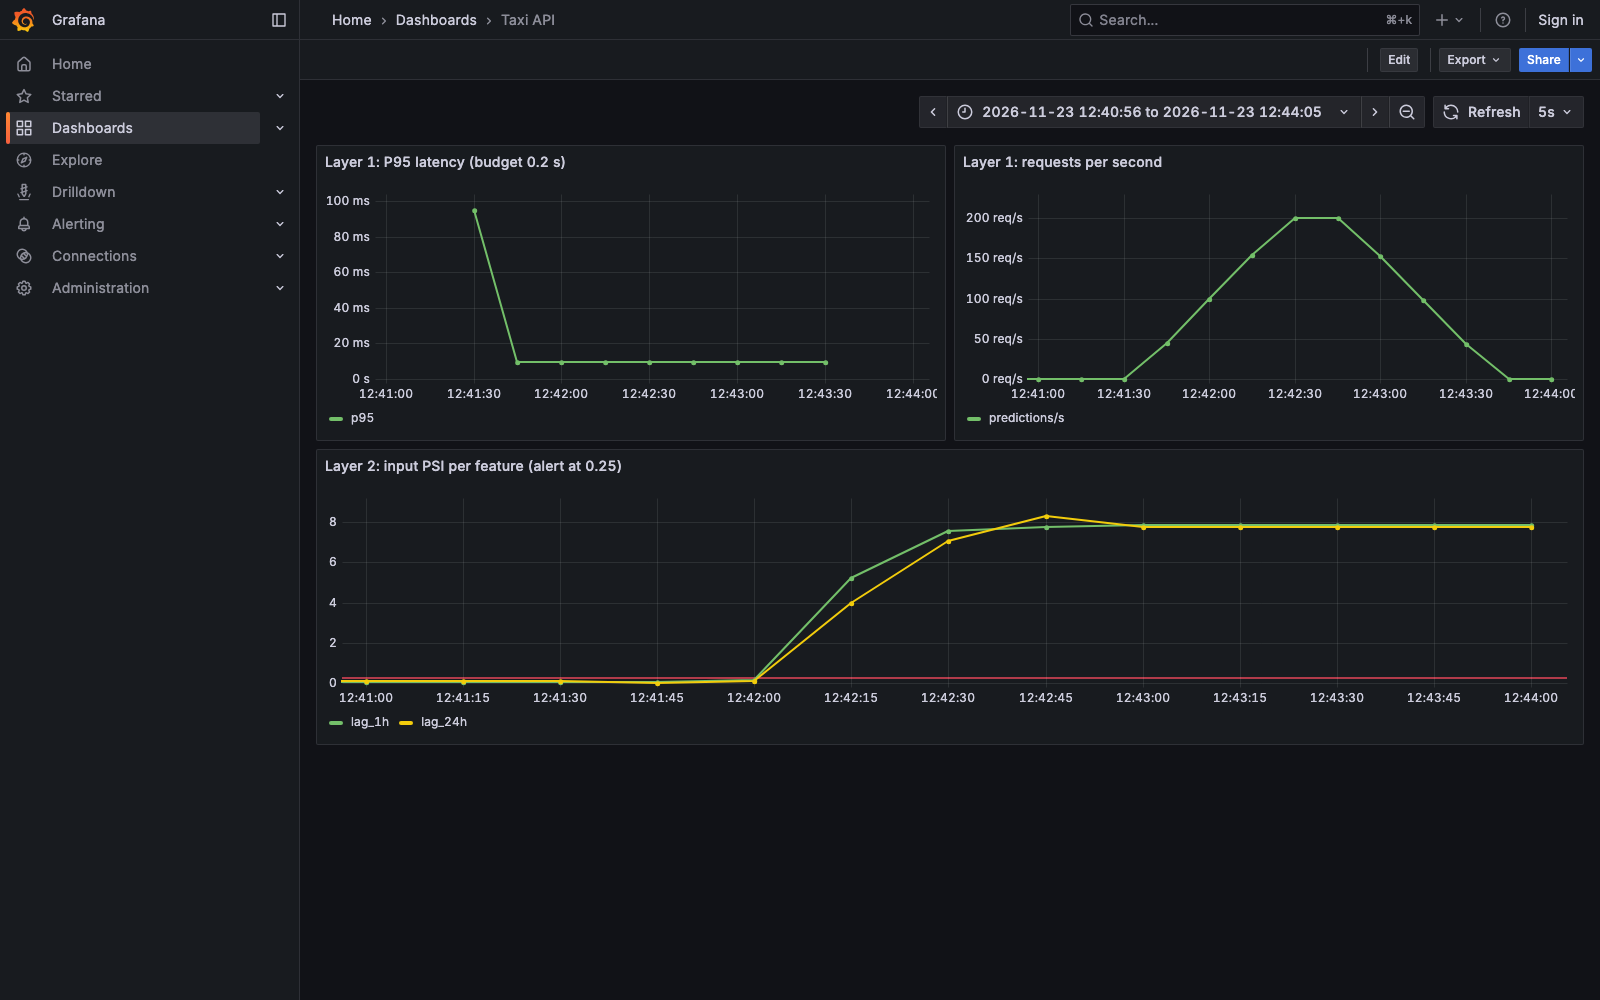 Grafana
Home › Dashboards › Taxi API
Search... ⌘+k
Sign in
Home
Starred
Dashboards
Explore
Drilldown
Alerting
Connections
Administration
Edit
Export
Share
2026-11-23 12:40:56 to 2026-11-23 12:44:05
Refresh 5s
Layer 1: P95 latency (budget 0.2 s)
100 ms
80 ms
60 ms
40 ms
20 ms
0 s
12:41:00 12:41:30 12:42:00 12:42:30 12:43:00 12:43:30 12:44:00
p95
Layer 1: requests per second
200 req/s
150 req/s
100 req/s
50 req/s
0 req/s
12:41:00 12:41:30 12:42:00 12:42:30 12:43:00 12:43:30 12:44:00
predictions/s
Layer 2: input PSI per feature (alert at 0.25)
8
6
4
2
0
12:41:00 12:41:15 12:41:30 12:41:45 12:42:00 12:42:15 12:42:30 12:42:45 12:43:00 12:43:15 12:43:30 12:43:45 12:44:00
lag_1h lag_24h